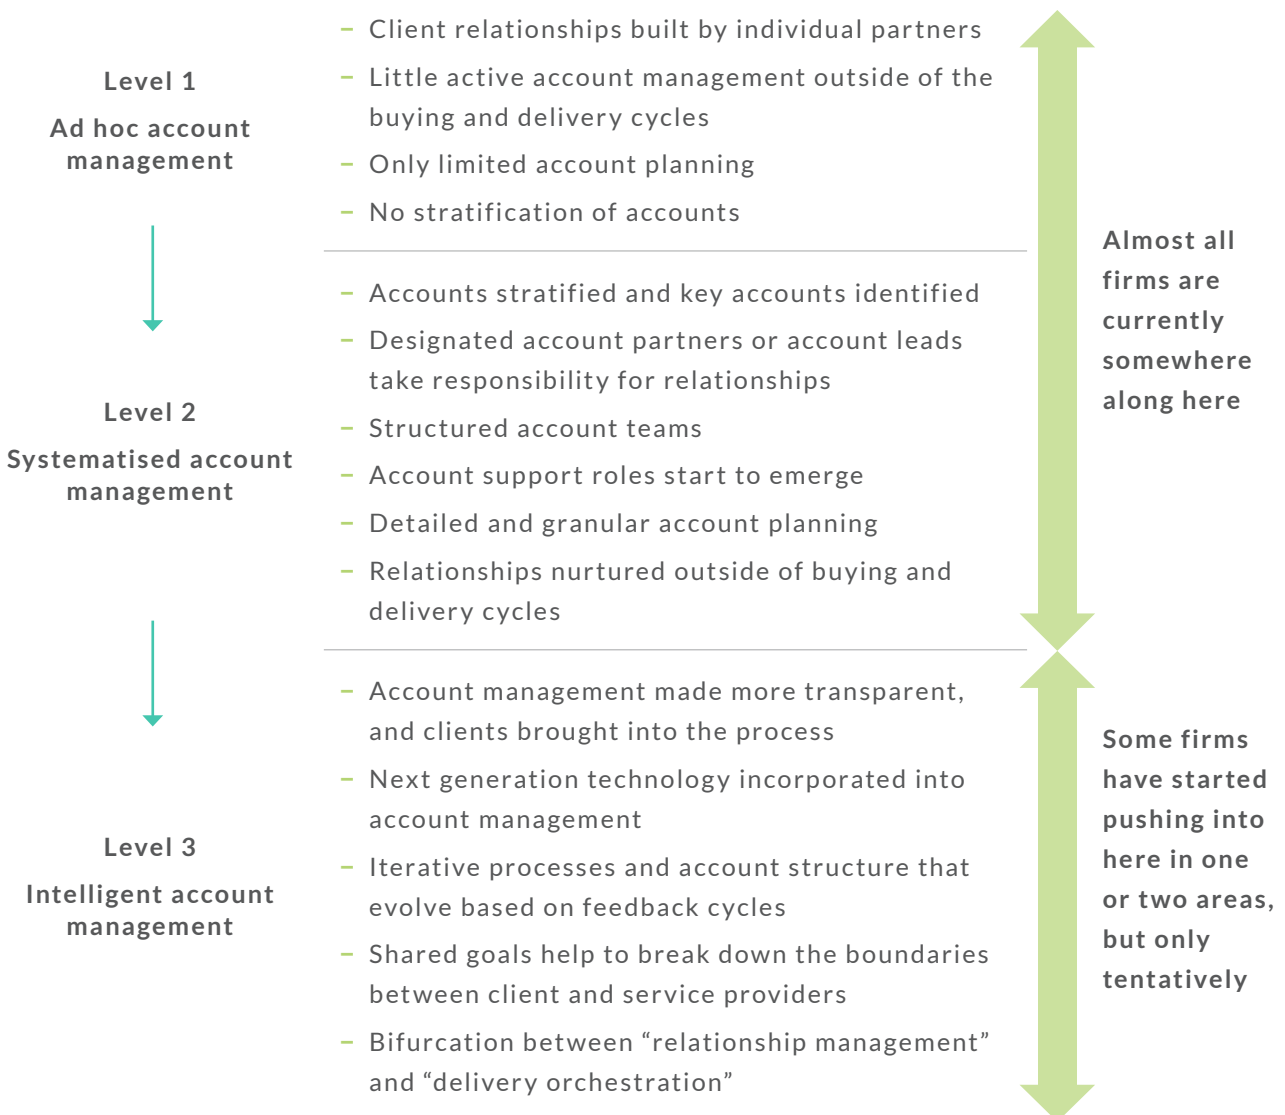 Level 1
Ad hoc account
management
– Client relationships built by individual partners
– Little active account management outside of the
buying and delivery cycles
– Only limited account planning
– No stratification of accounts
Level 2
Systematised account
management
– Accounts stratified and key accounts identified
– Designated account partners or account leads
take responsibility for relationships
– Structured account teams
– Account support roles start to emerge
– Detailed and granular account planning
– Relationships nurtured outside of buying and
delivery cycles
Almost all
firms are
currently
somewhere
along here
Level 3
Intelligent account
management
– Account management made more transparent,
and clients brought into the process
– Next generation technology incorporated into
account management
– Iterative processes and account structure that
evolve based on feedback cycles
– Shared goals help to break down the boundaries
between client and service providers
– Bifurcation between “relationship management”
and “delivery orchestration”
Some firms
have started
pushing into
here in one
or two areas,
but only
tentatively